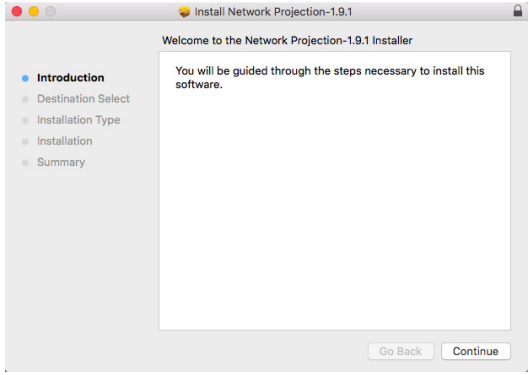 Install Network Projection-1.9.1
Welcome to the Network Projection-1.9.1 Installer
Introduction
Destination Select
Installation Type
Installation
Summary
You will be guided through the steps necessary to install this
software.
Go Back
Continue